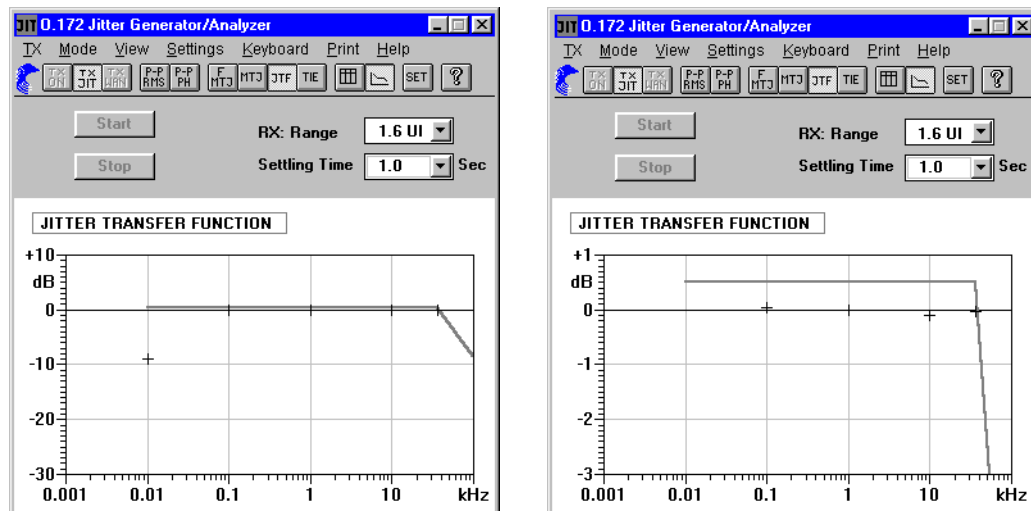 JIT O.172 Jitter Generator/Analyzer
TX Mode View Settings Keyboard Print Help
TX ON TX JIT TX WAN P-P RMS P-P PH F MTJ MTJ JTF TIE SET ?
Start
RX: Range 1.6 UI
Stop
Settling Time 1.0 Sec
JITTER TRANSFER FUNCTION
+10
dB
0
-10
-20
-30
0.001 0.01 0.1 1 10 kHz
JIT O.172 Jitter Generator/Analyzer
TX Mode View Settings Keyboard Print Help
TX ON TX JIT TX WAN P-P RMS P-P PH F MTJ MTJ JTF TIE SET ?
Start
RX: Range 1.6 UI
Stop
Settling Time 1.0 Sec
JITTER TRANSFER FUNCTION
+1
dB
0
-1
-2
-3
0.001 0.01 0.1 1 10 kHz